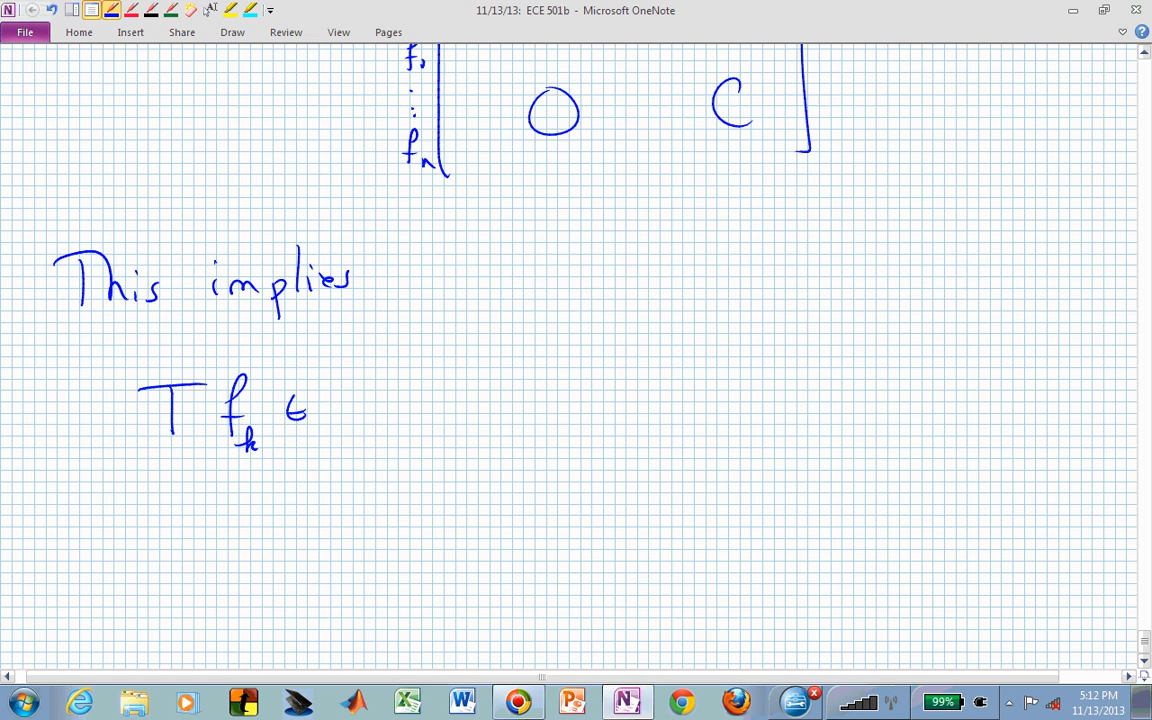 11/13/13: ECE 501b - Microsoft OneNote
File Home Insert Share Draw Review View Pages
f₁
⋮
O C
fₙ
This implies
T fₖ ∈
99%
5:12 PM
11/13/2013